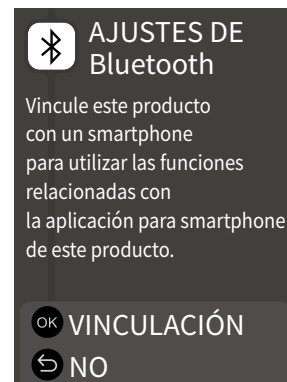 AJUSTES DE
Bluetooth
Vincule este producto
con un smartphone
para utilizar las funciones
relacionadas con
la aplicación para smartphone
de este producto.
OK VINCULACIÓN
NO